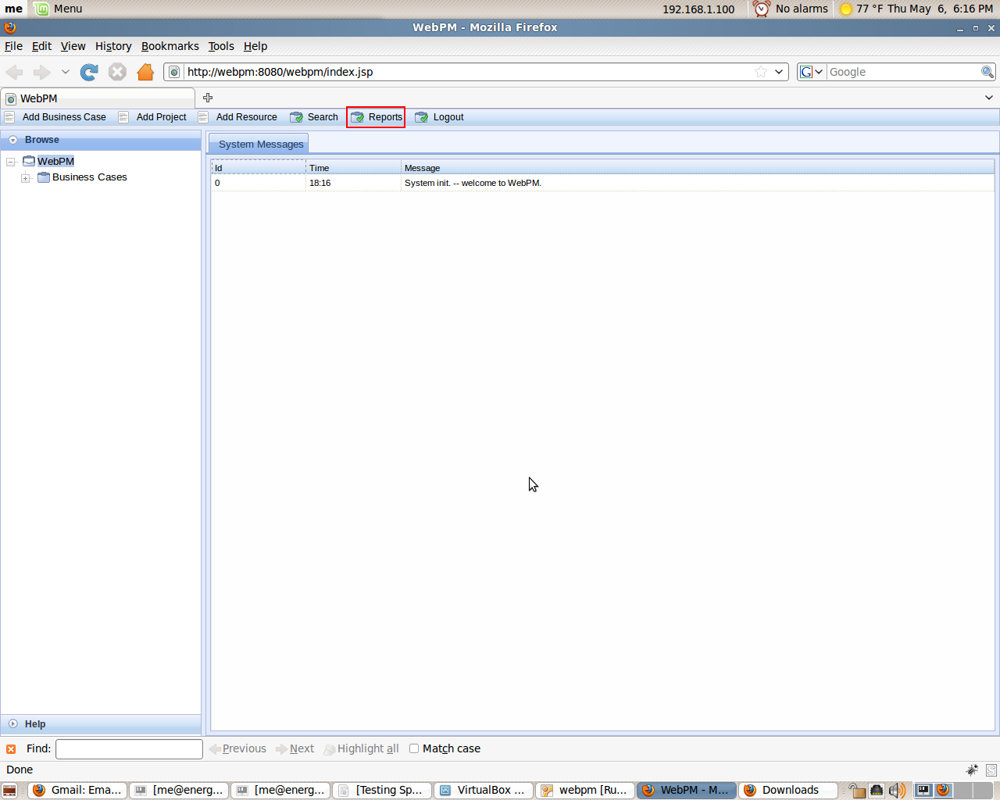 me Menu 192.168.1.100 No alarms 77 °F Thu May 6, 6:16 PM
WebPM - Mozilla Firefox
File Edit View History Bookmarks Tools Help
http://webpm:8080/webpm/index.jsp Google
WebPM
Add Business Case Add Project Add Resource Search Reports Logout
Browse
System Messages
WebPM
Business Cases
Id Time Message
0 18:16 System init. -- welcome to WebPM.
Help
Find: Previous Next Highlight all Match case
Done
Gmail: Ema... [me@energ... [me@energ... [Testing Sp... VirtualBox ... webpm [Ru... WebPM - M... Downloads